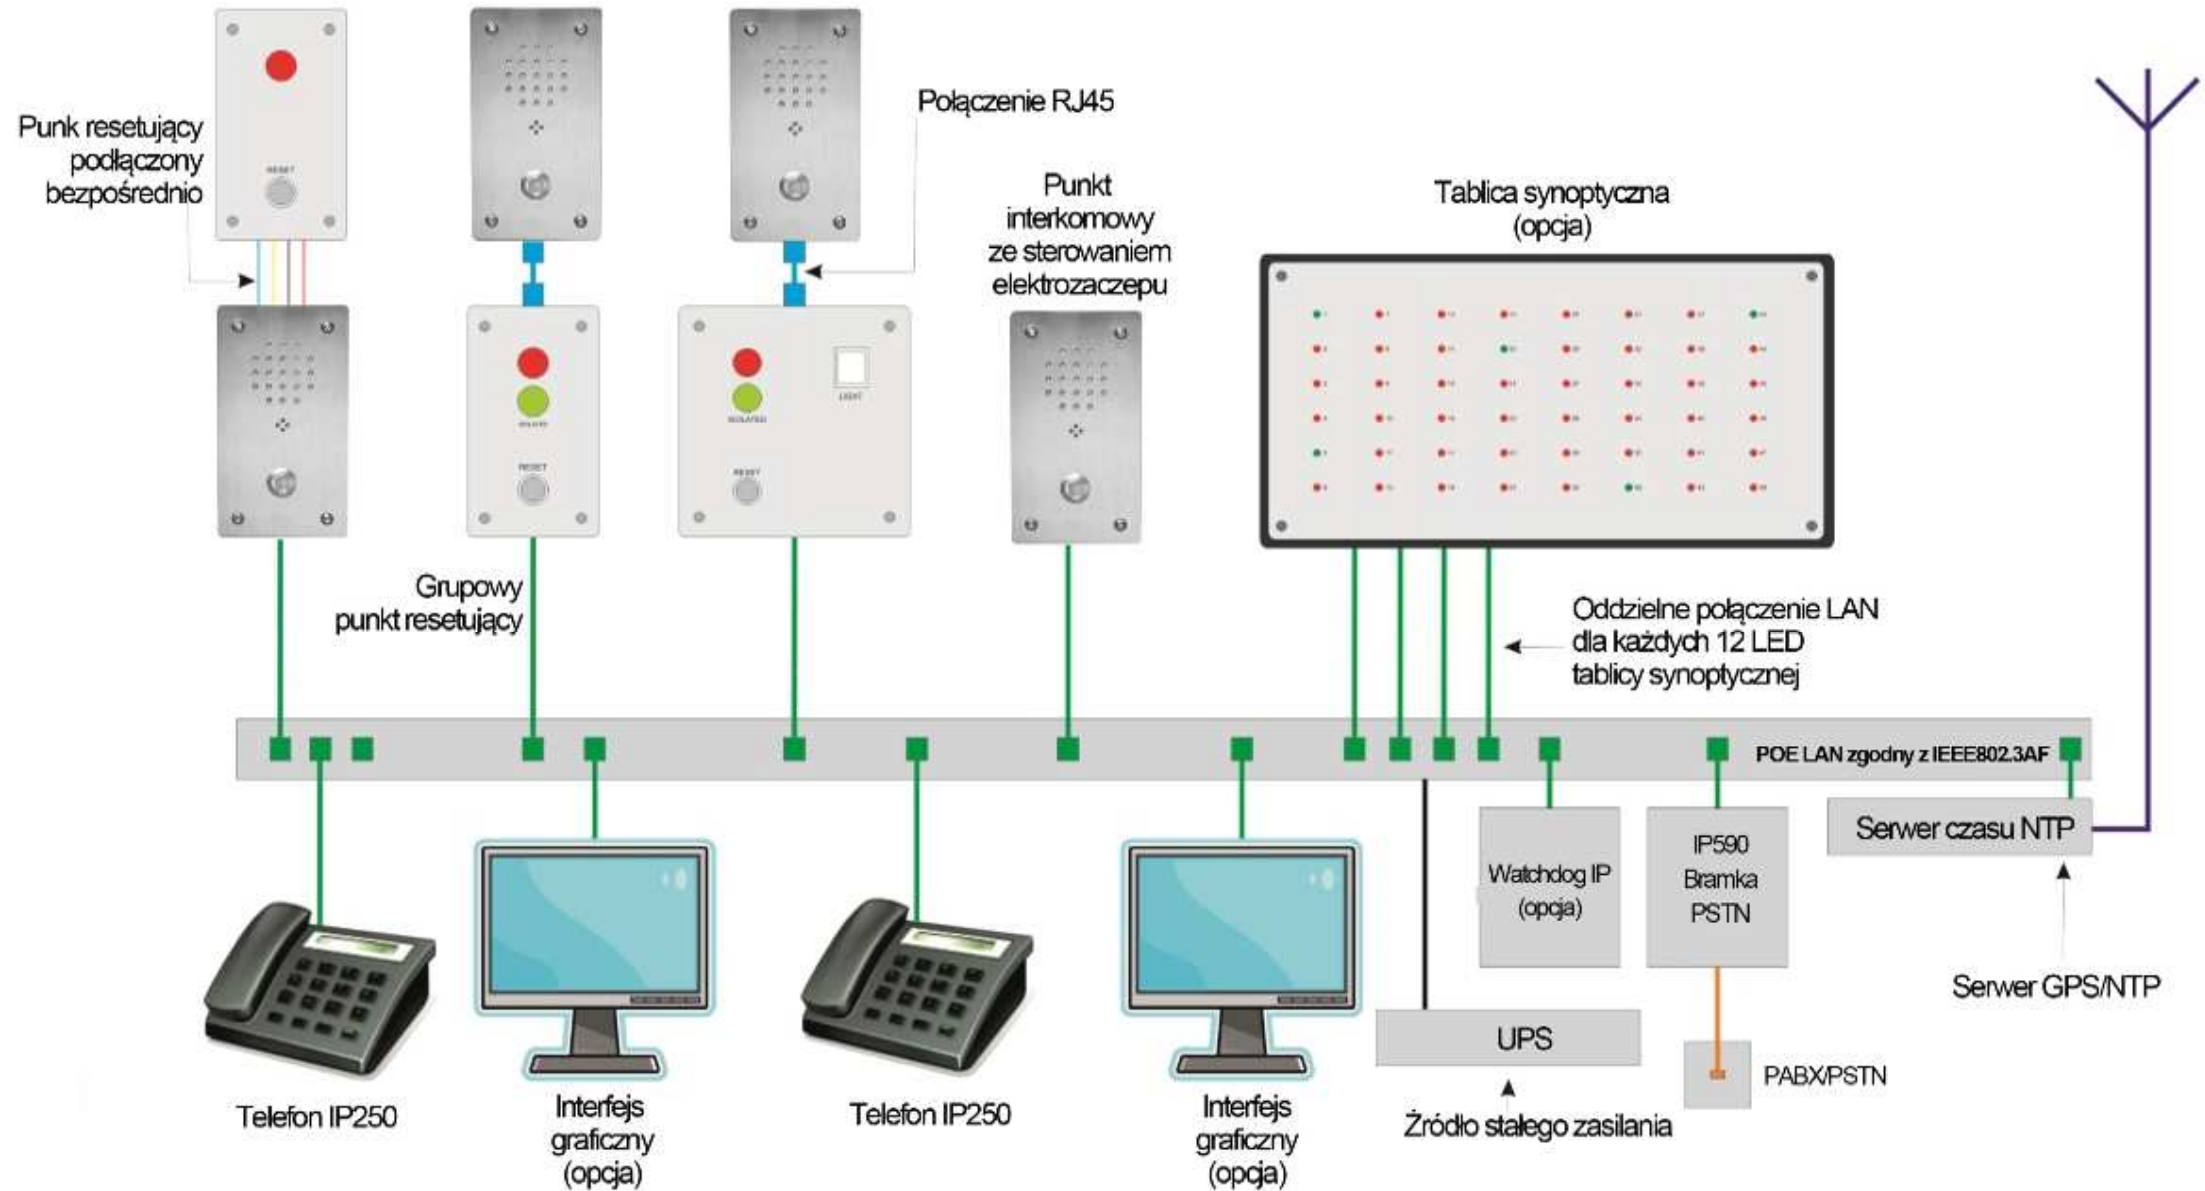 RESET
Punk resetujący
podłączony
bezpośrednio
Połączenie RJ45
Punkt
interkomowy
ze sterowaniem
elektrozaczepu
Tablica synoptyczna
(opcja)
RESET
ISOLATED
LIGHT
RESET
Grupowy
punkt resetujący
Oddzielne połączenie LAN
dla każdych 12 LED
tablicy synoptycznej
POE LAN zgodny z IEEE802.3AF
Telefon IP250
Interfejs
graficzny
(opcja)
Telefon IP250
Interfejs
graficzny
(opcja)
Watchdog IP
(opcja)
IP590
Bramka
PSTN
Serwer czasu NTP
Serwer GPS/NTP
UPS
Źródło stałego zasilania
PABX/PSTN